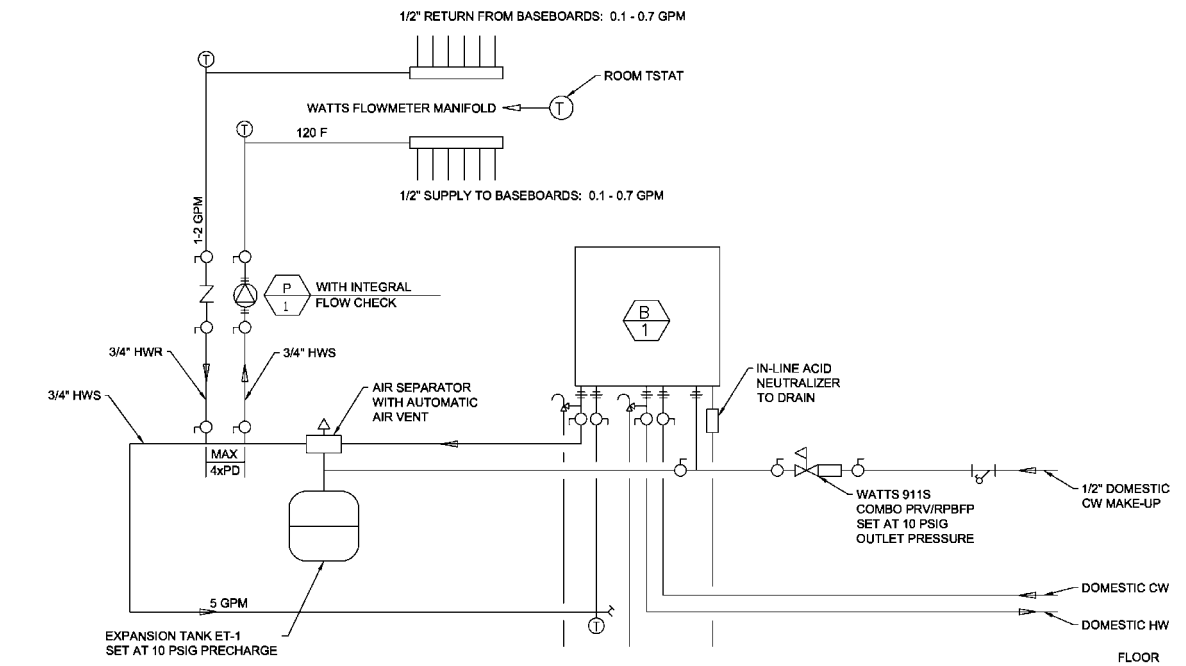 1/2" RETURN FROM BASEBOARDS: 0.1 - 0.7 GPM
T
ROOM TSTAT
WATTS FLOWMETER MANIFOLD
T
T
120 F
1/2" SUPPLY TO BASEBOARDS: 0.1 - 0.7 GPM
1-2 GPM
P
1
WITH INTEGRAL
FLOW CHECK
B
1
3/4" HWR
3/4" HWS
3/4" HWS
AIR SEPARATOR
WITH AUTOMATIC
AIR VENT
IN-LINE ACID
NEUTRALIZER
TO DRAIN
MAX
4xPD
WATTS 911S
COMBO PRV/RPBFP
SET AT 10 PSIG
OUTLET PRESSURE
1/2" DOMESTIC
CW MAKE-UP
DOMESTIC CW
5 GPM
T
DOMESTIC HW
EXPANSION TANK ET-1
SET AT 10 PSIG PRECHARGE
FLOOR